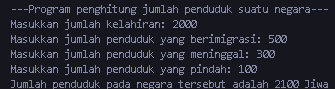 ---Program penghitung jumlah penduduk suatu negara---
Masukkan jumlah kelahiran: 2000
Masukkan jumlah penduduk yang berimigrasi: 500
Masukkan jumlah penduduk yang meninggal: 300
Masukkan jumlah penduduk yang pindah: 100
Jumlah penduduk pada negara tersebut adalah 2100 Jiwa